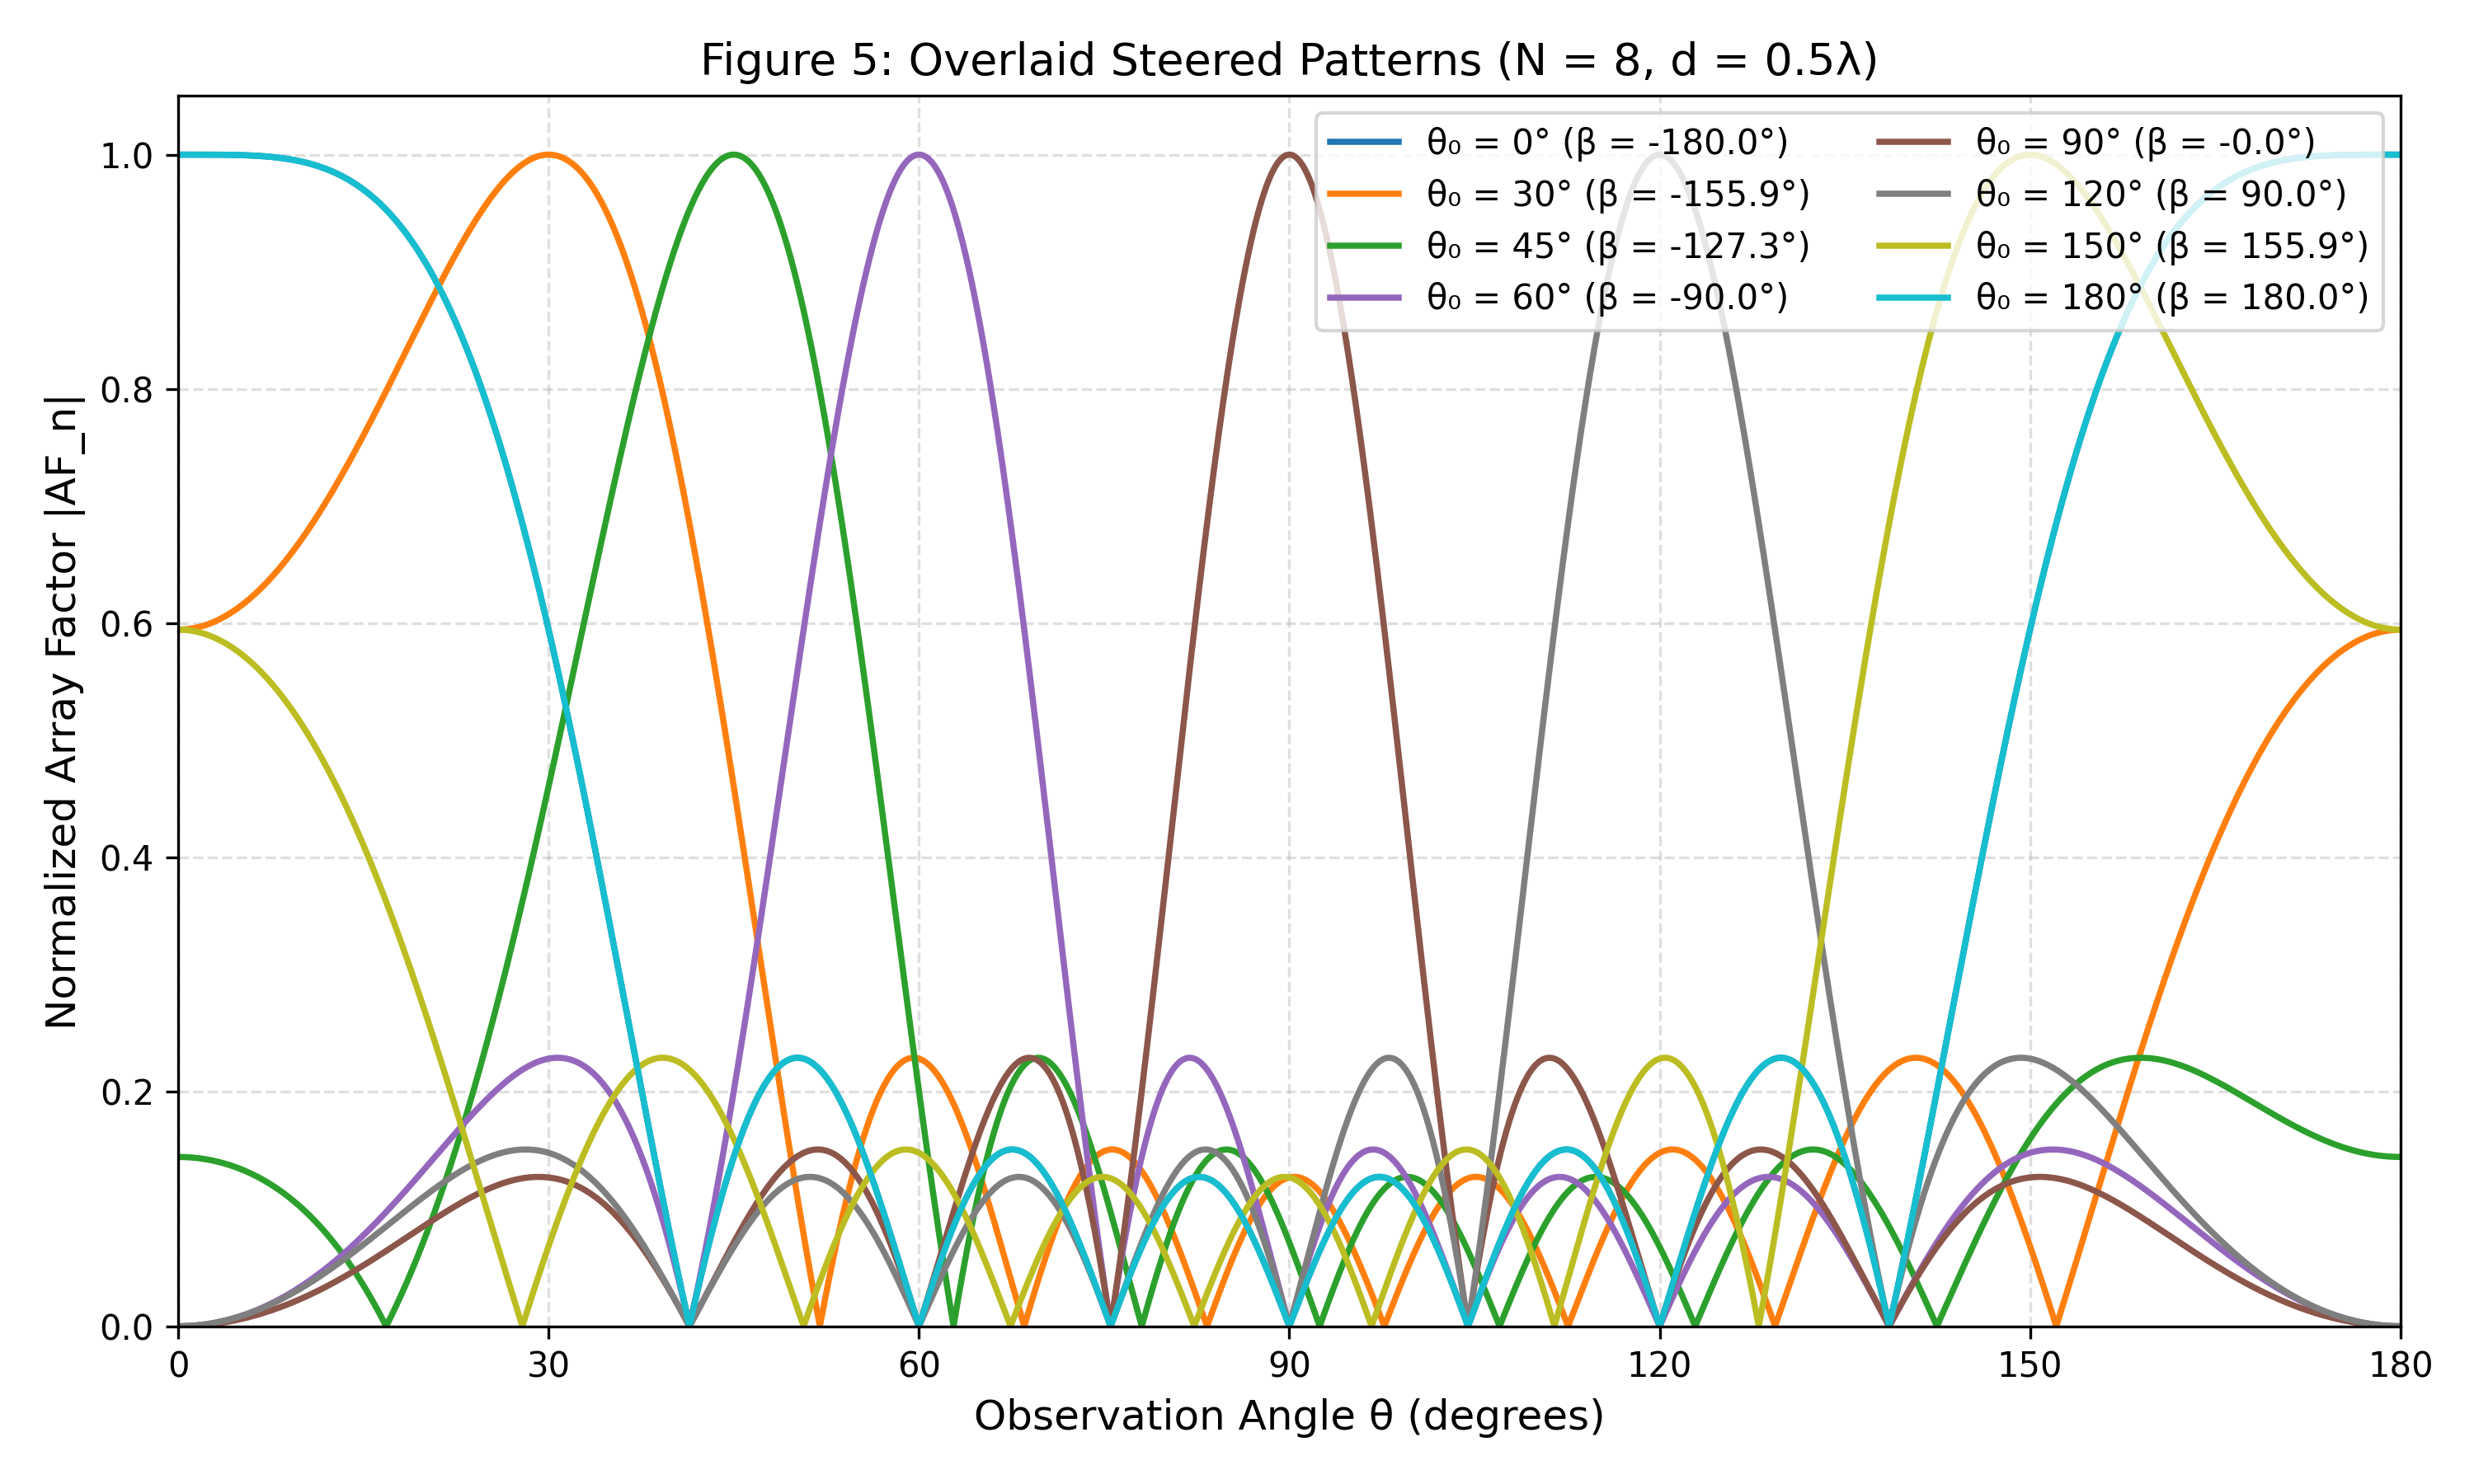 Figure 5: Overlaid Steered Patterns (N = 8, d = 0.5λ)
Normalized Array Factor |AF_n|
1.0
0.8
0.6
0.4
0.2
0.0
θ₀ = 0° (β = -180.0°)
θ₀ = 30° (β = -155.9°)
θ₀ = 45° (β = -127.3°)
θ₀ = 60° (β = -90.0°)
θ₀ = 90° (β = -0.0°)
θ₀ = 120° (β = 90.0°)
θ₀ = 150° (β = 155.9°)
θ₀ = 180° (β = 180.0°)
0 30 60 90 120 150 180
Observation Angle θ (degrees)